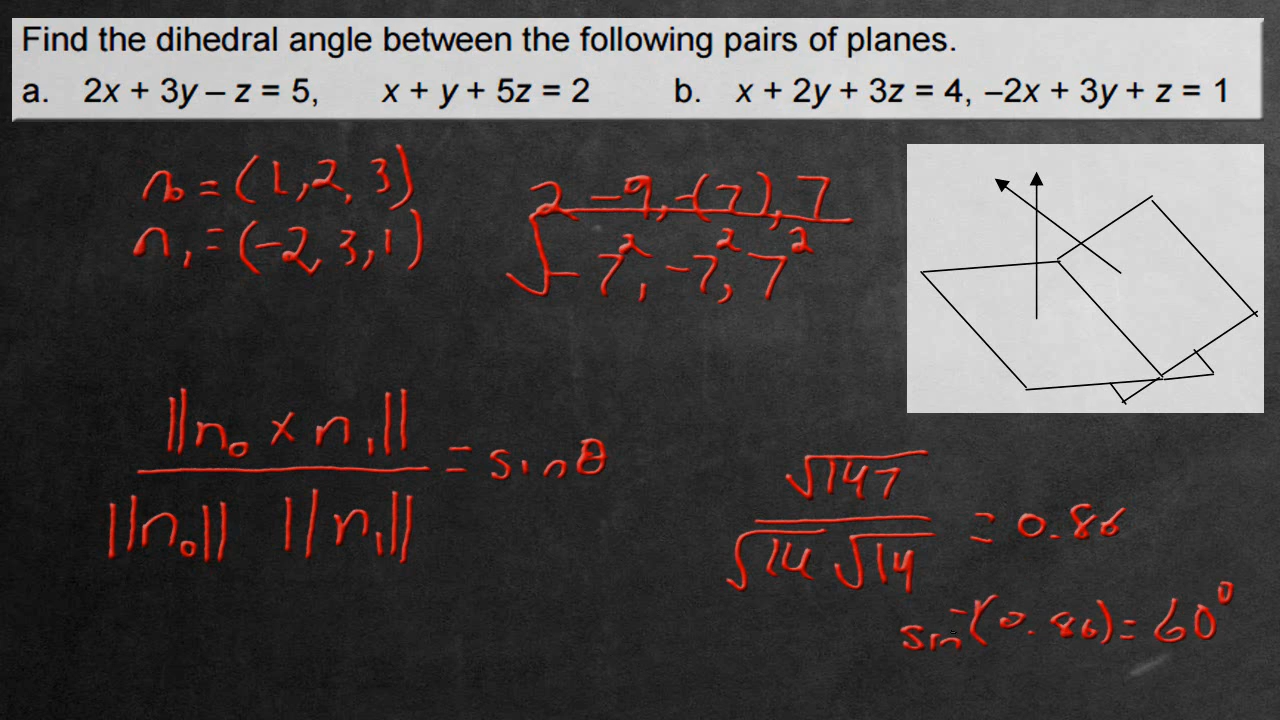 Find the dihedral angle between the following pairs of planes.
a. 2x + 3y – z = 5, x + y + 5z = 2 b. x + 2y + 3z = 4, –2x + 3y + z = 1
n₀ = (1, 2, 3)
n₁ = (-2, 3, 1)
2 - 9, -(7), 7
√-7², -7², 7²
||n₀ × n₁||
||n₀|| ||n₁||
= sinθ
√147
√14 √14
= 0.86
sin⁻¹(0.86) = 60⁰